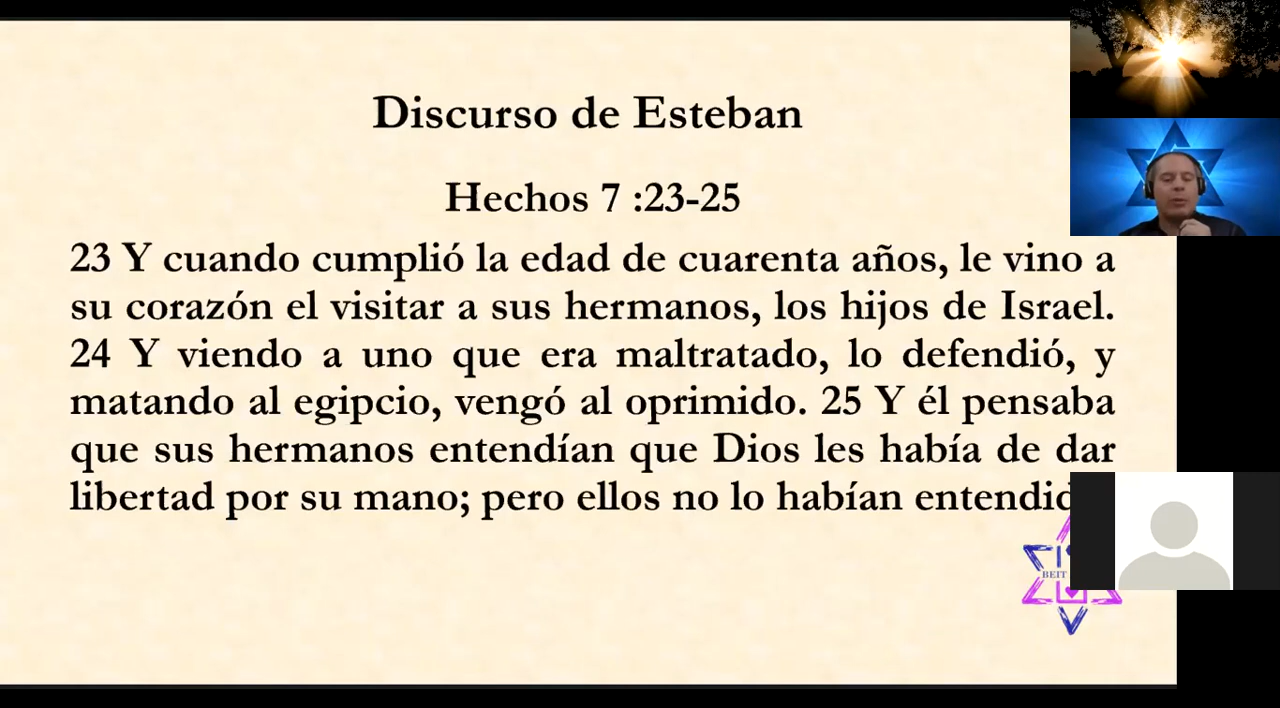 Discurso de Esteban
Hechos 7 :23-25
23 Y cuando cumplió la edad de cuarenta años, le vino a
su corazón el visitar a sus hermanos, los hijos de Israel.
24 Y viendo a uno que era maltratado, lo defendió, y
matando al egipcio, vengó al oprimido. 25 Y él pensaba
que sus hermanos entendían que Dios les había de dar
libertad por su mano; pero ellos no lo habían entendid
BEIT